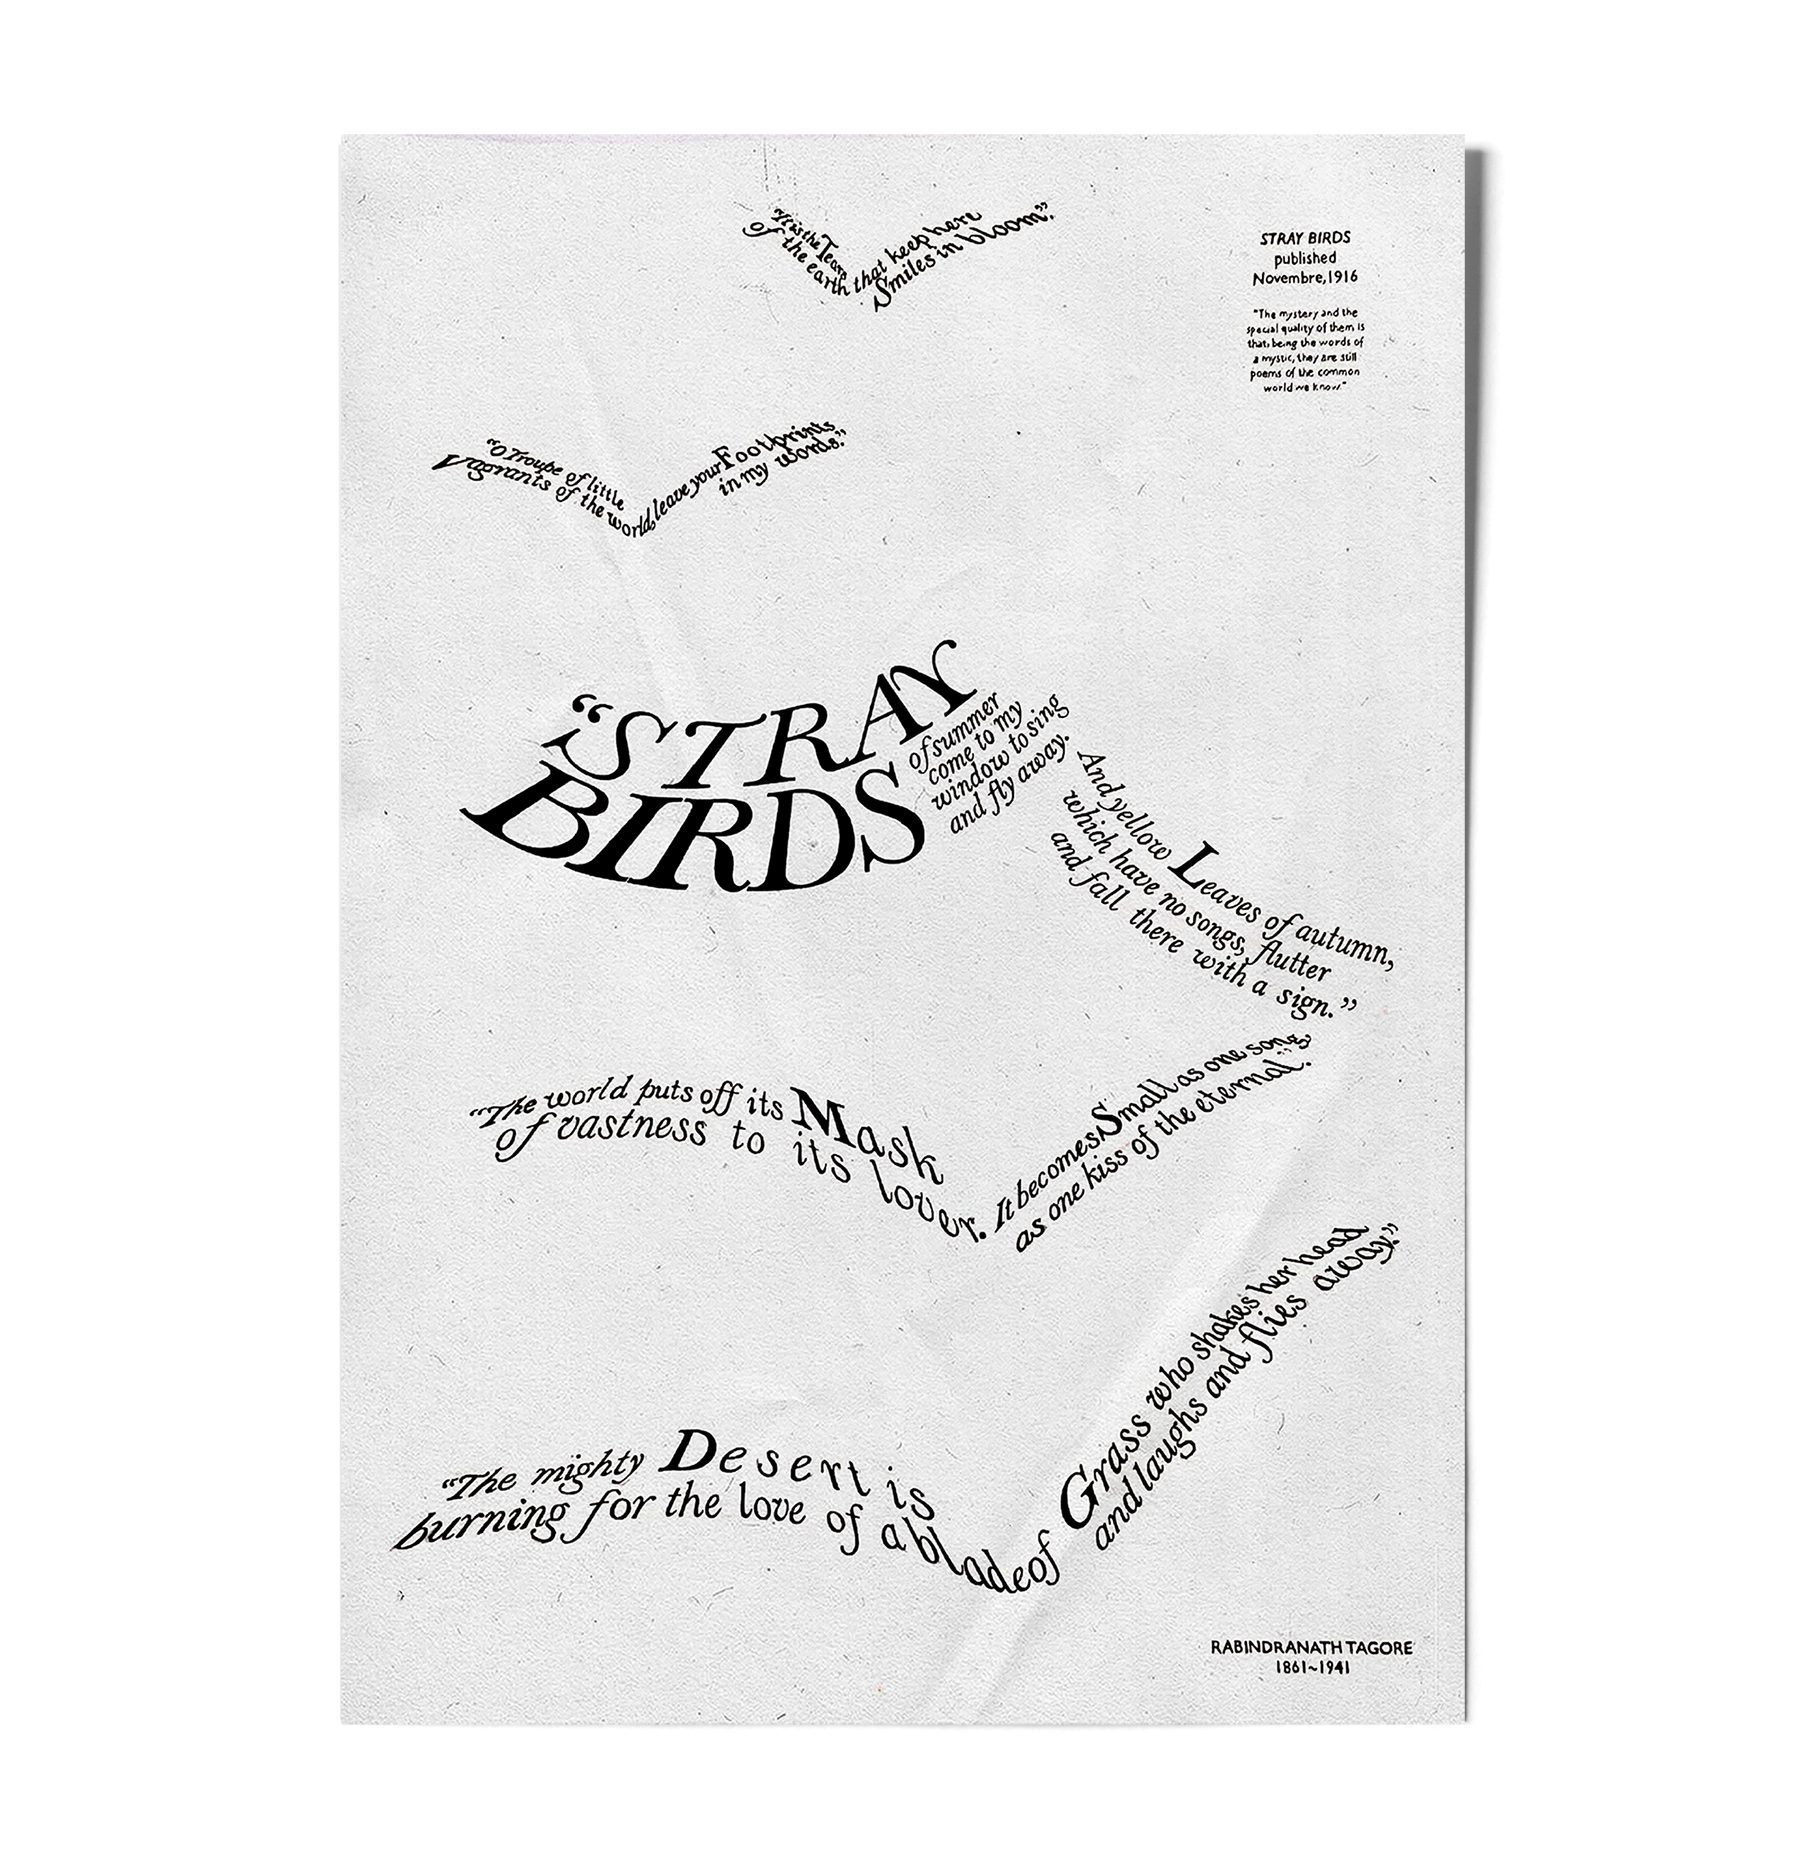 "It is the Tears
of the earth that keep here
Smiles in bloom".
STRAY BIRDS
published
Novembre,1916
"The mystery and the
special quality of them is
that, being the words of
a mystic, they are still
poems of the common
world we know."
"O Troupe of little
Vagrants of the world, leave your Footprints
in my words."
"STRAY
BIRDS
of summer
come to my
window to sing
and fly away.
And yellow Leaves of autumn,
which have no songs, flutter
and fall there with a sign."
"The world puts off its Mask
of vastness to its lover.
It becomes Small as one song,
as one kiss of the eternal".
"The mighty Desert is
burning for the love of a blade of
Grass who shakes her head
and laughs and flies away."
RABINDRANATH TAGORE
1861~1941